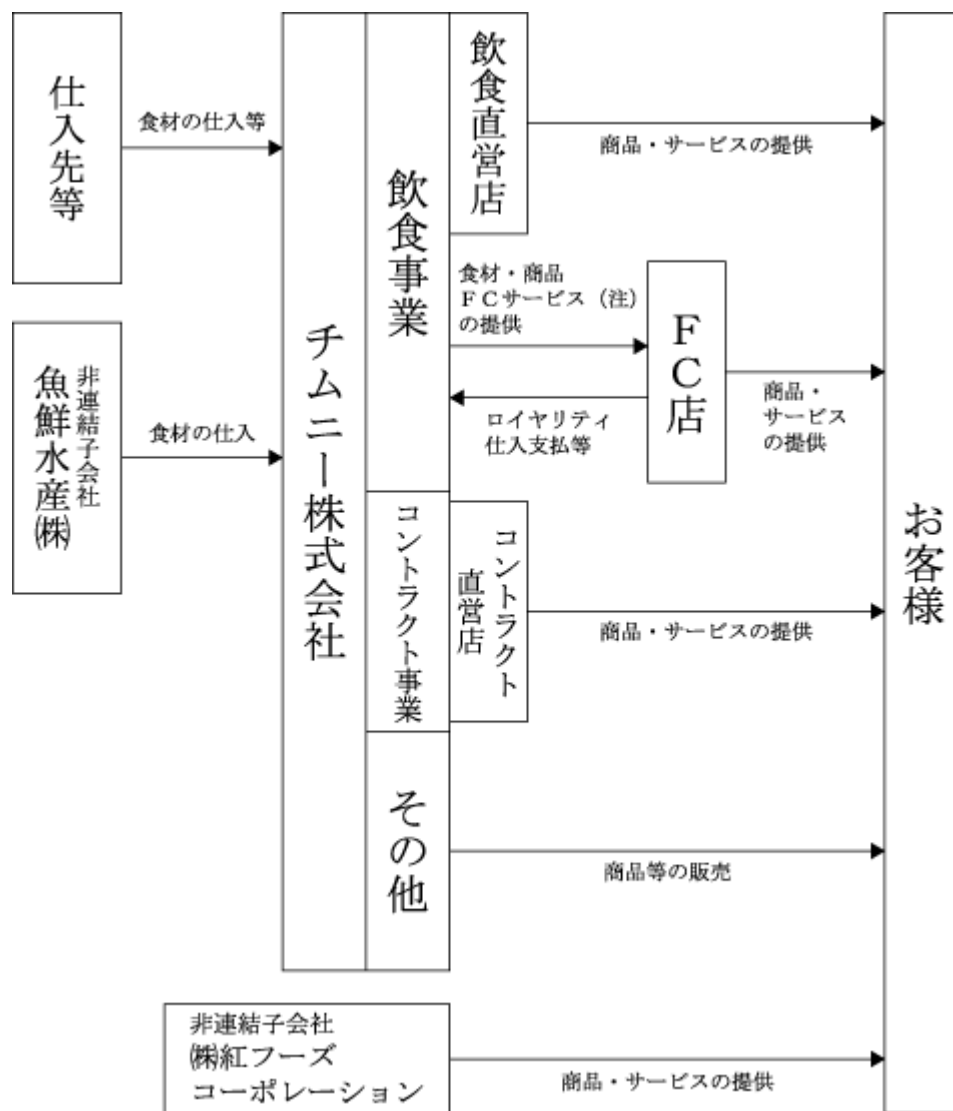 仕入先等
食材の仕入等
非連結子会社
魚鮮水産㈱
食材の仕入
チムニー株式会社
飲食事業
飲食直営店
商品・サービスの提供
食材・商品
ＦＣサービス（注）
の提供
ロイヤリティ
仕入支払等
ＦＣ店
商品・
サービス
の提供
コントラクト事業
コントラクト
直営店
商品・サービスの提供
その他
商品等の販売
非連結子会社
㈱紅フーズ
コーポレーション
商品・サービスの提供
お客様